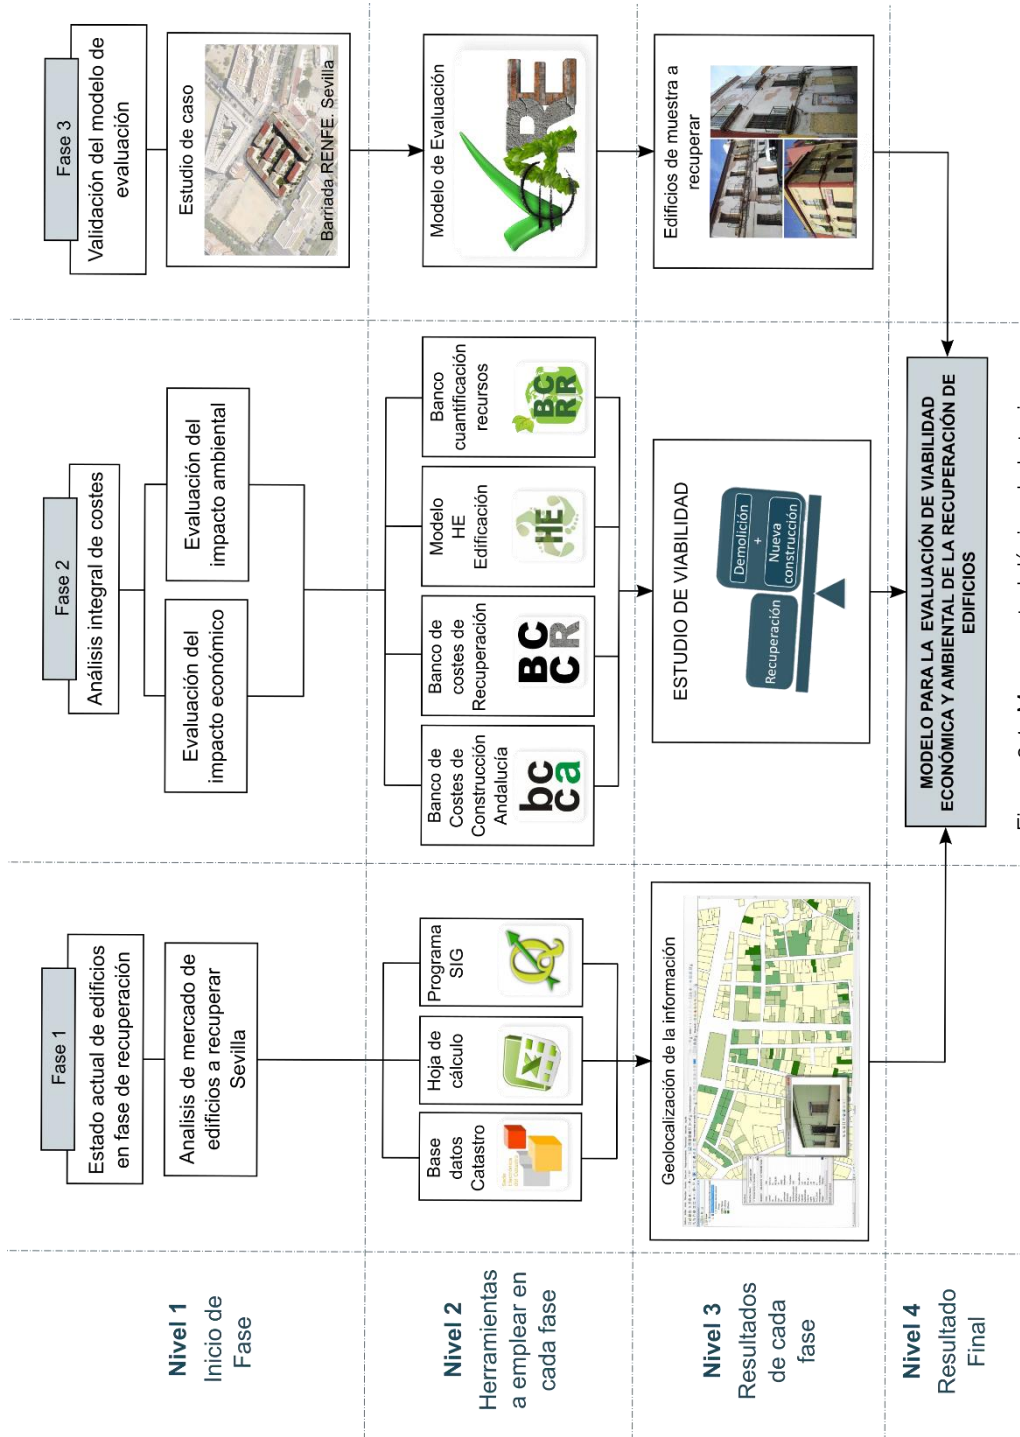 Fase 1
Estado actual de edificios
en fase de recuperación
Analisis de mercado de
edificios a recuperar
Sevilla
Fase 2
Análisis integral de costes
Evaluación del
impacto económico
Evaluación del
impacto ambiental
Fase 3
Validación del modelo de
evaluación
Estudio de caso
Barriada RENFE. Sevilla
Nivel 1
Inicio de
Fase
Nivel 2
Herramientas
a emplear en
cada fase
Base
datos
Catastro
Hoja de
cálculo
Programa
SIG
Banco de
Costes de
Construcción
Andalucía
bc
ca
Banco de
costes de
Recuperación
BC
CR
Modelo
HE
Edificación
HE
Banco
cuantificación
recursos
BC
RR
Modelo de Evaluación
RE
Nivel 3
Resultados
de cada
fase
Geolocalización de la información
ESTUDIO DE VIABILIDAD
Recuperación
Demolición
+
Nueva
construcción
Edificios de muestra a
recuperar
Nivel 4
Resultado
Final
MODELO PARA LA EVALUACIÓN DE VIABILIDAD
ECONÓMICA Y AMBIENTAL DE LA RECUPERACIÓN DE
EDIFICIOS